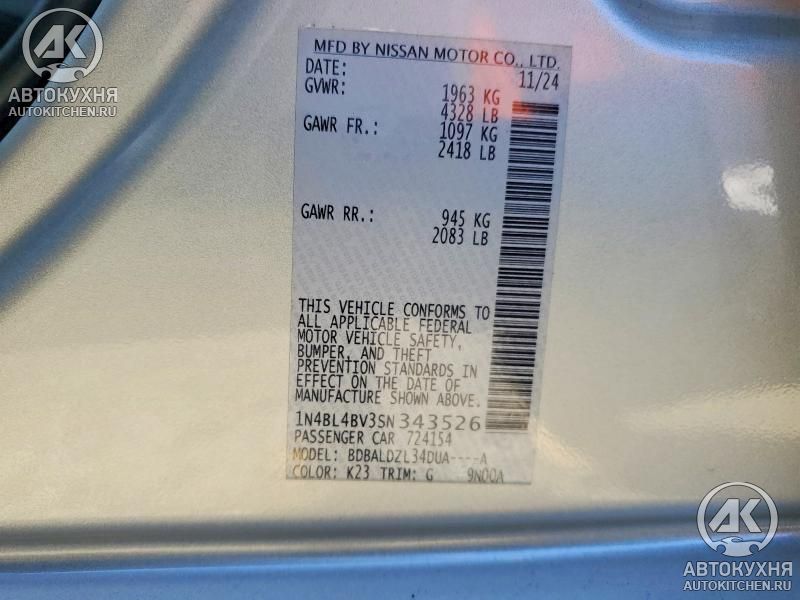 АК
АВТОКУХНЯ
AUTOKITCHEN.RU
MFD BY NISSAN MOTOR CO., LTD.
DATE: 11/24
GVWR: 1963 KG
4328 LB
GAWR FR.: 1097 KG
2418 LB
GAWR RR.: 945 KG
2083 LB
THIS VEHICLE CONFORMS TO
ALL APPLICABLE FEDERAL
MOTOR VEHICLE SAFETY,
BUMPER, AND THEFT
PREVENTION STANDARDS IN
EFFECT ON THE DATE OF
MANUFACTURE SHOWN ABOVE.
1N4BL4BV3SN343526
PASSENGER CAR 724154
MODEL: BDBALDZL34DUA----A
COLOR: K23 TRIM: G 9N00A
АК
АВТОКУХНЯ
AUTOKITCHEN.RU